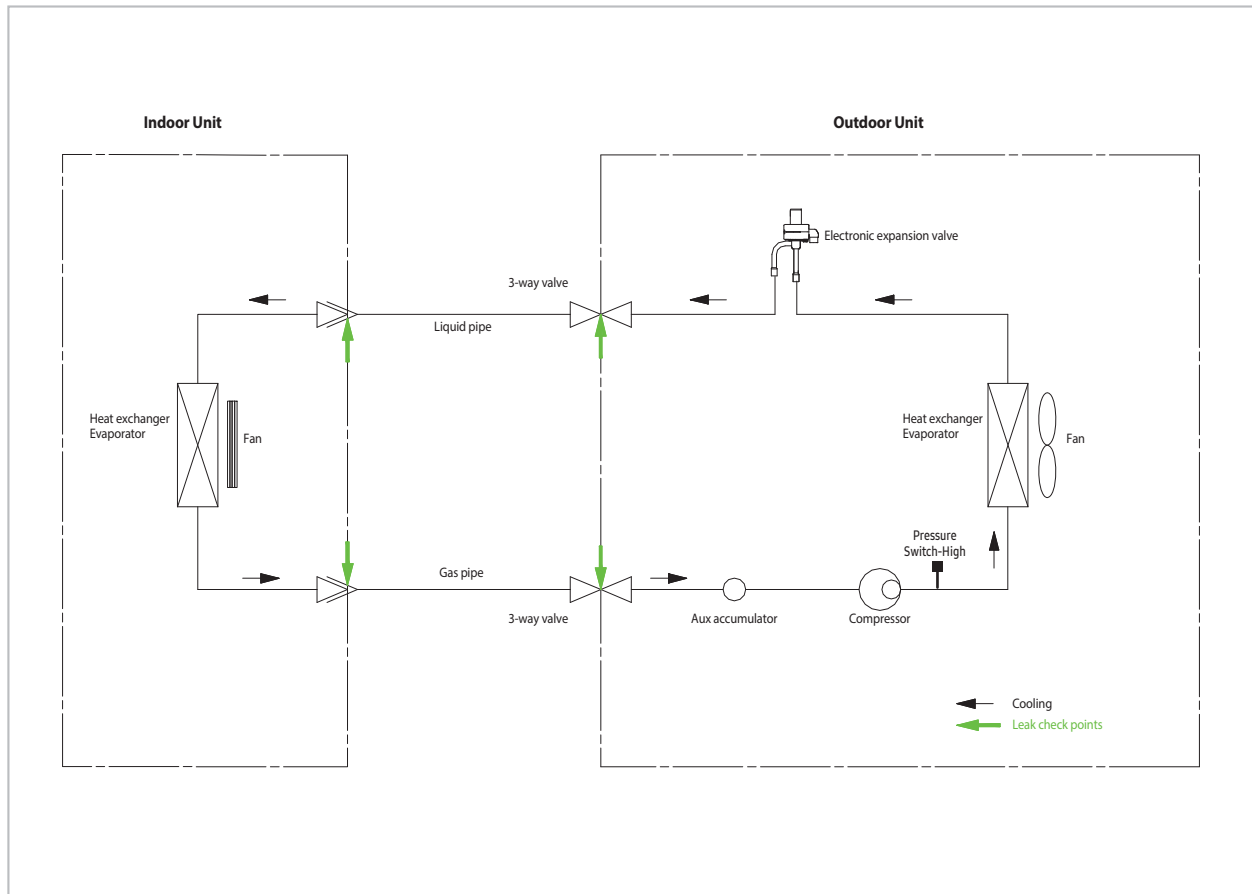 Indoor Unit
Outdoor Unit
Electronic expansion valve
3-way valve
Liquid pipe
Heat exchanger
Evaporator
Fan
Heat exchanger
Evaporator
Fan
Pressure
Switch-High
Gas pipe
3-way valve
Aux accumulator
Compressor
Cooling
Leak check points